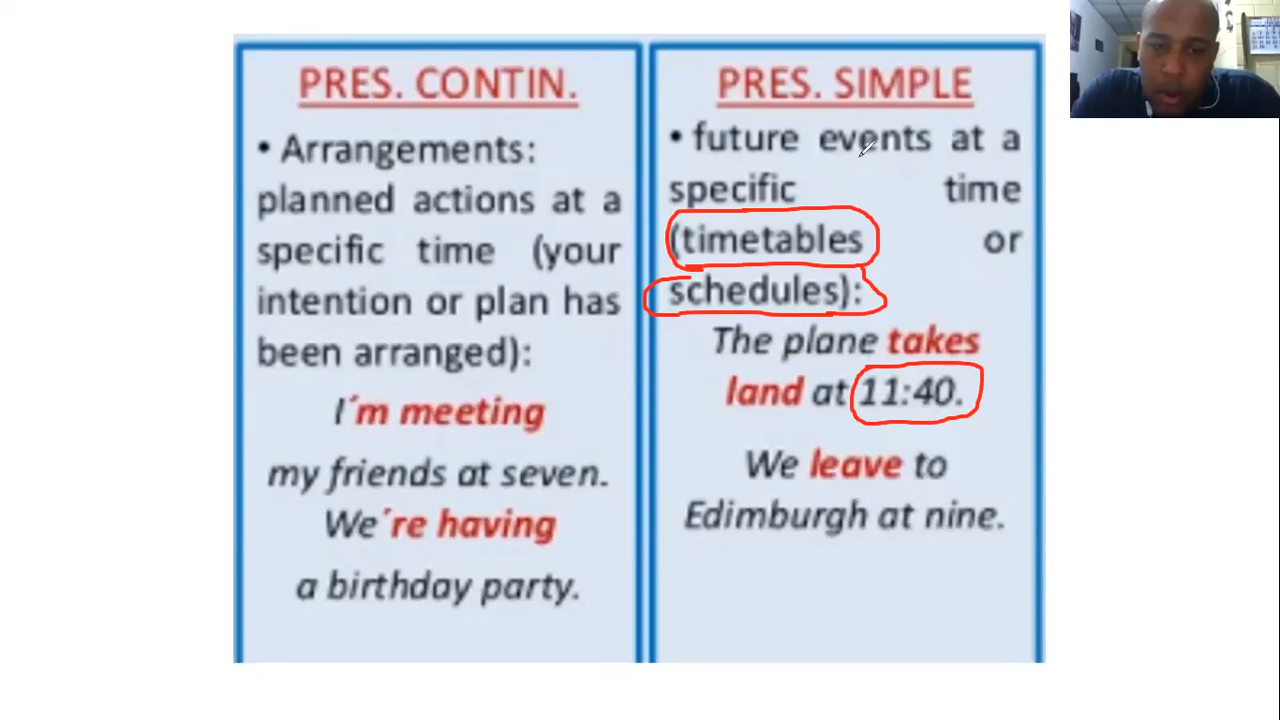 PRES. CONTIN.
• Arrangements:
planned actions at a
specific time (your
intention or plan has
been arranged):
I´m meeting
my friends at seven.
We´re having
a birthday party.
PRES. SIMPLE
• future events at a
specific time
(timetables or
schedules):
The plane takes
land at 11:40.
We leave to
Edimburgh at nine.